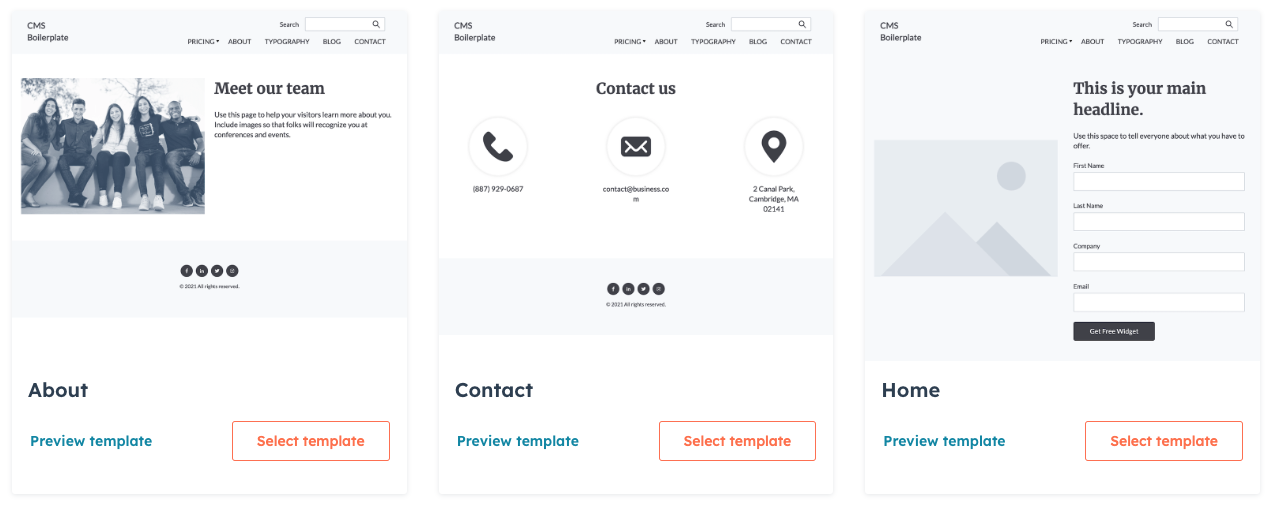 CMS
Boilerplate
Search
PRICING ABOUT TYPOGRAPHY BLOG CONTACT
Meet our team
Use this page to help your visitors learn more about you.
Include images so that folks will recognize you at
conferences and events.
© 2021 All rights reserved.
About
Preview template
Select template
CMS
Boilerplate
Search
PRICING ABOUT TYPOGRAPHY BLOG CONTACT
Contact us
(887) 929-0687
contact@business.co
m
2 Canal Park,
Cambridge, MA
02141
© 2021 All rights reserved.
Contact
Preview template
Select template
CMS
Boilerplate
Search
PRICING ABOUT TYPOGRAPHY BLOG CONTACT
This is your main
headline.
Use this space to tell everyone about what you have to
offer.
First Name
Last Name
Company
Email
Get Free Widget
Home
Preview template
Select template